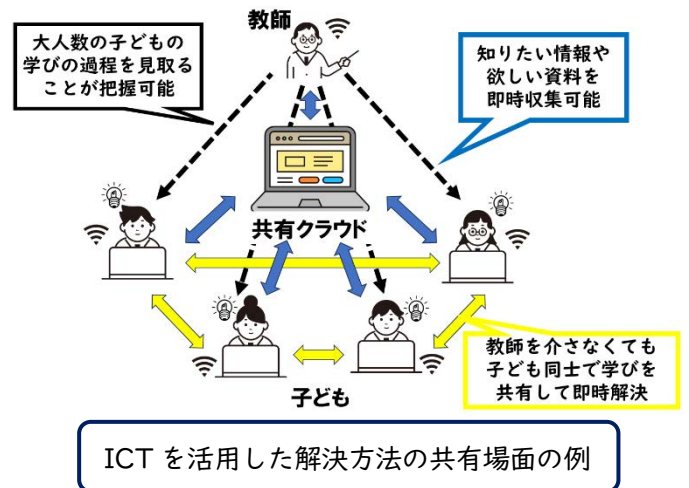 教師
大人数の子どもの
学びの過程を見取る
ことが把握可能
知りたい情報や
欲しい資料を
即時収集可能
共有クラウド
教師を介さなくても
子ども同士で学びを
共有して即時解決
子ども
ICT を活用した解決方法の共有場面の例